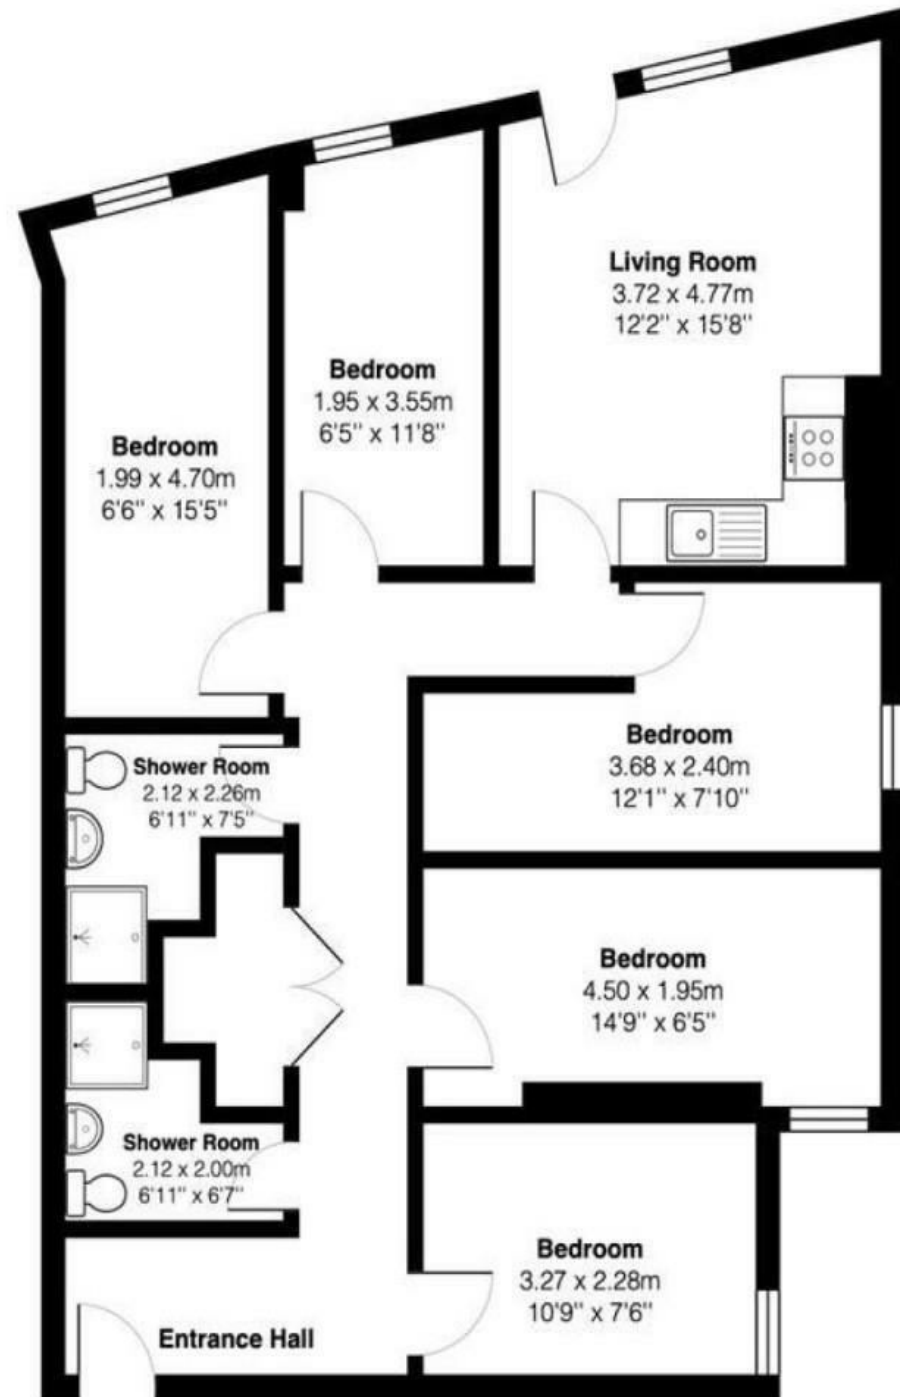 Living Room
3.72 x 4.77m
12'2" x 15'8"
Bedroom
1.95 x 3.55m
6'5" x 11'8"
Bedroom
1.99 x 4.70m
6'6" x 15'5"
Bedroom
3.68 x 2.40m
12'1" x 7'10"
Shower Room
2.12 x 2.26m
6'11" x 7'5"
Bedroom
4.50 x 1.95m
14'9" x 6'5"
Shower Room
2.12 x 2.00m
6'11" x 6'7"
Bedroom
3.27 x 2.28m
10'9" x 7'6"
Entrance Hall